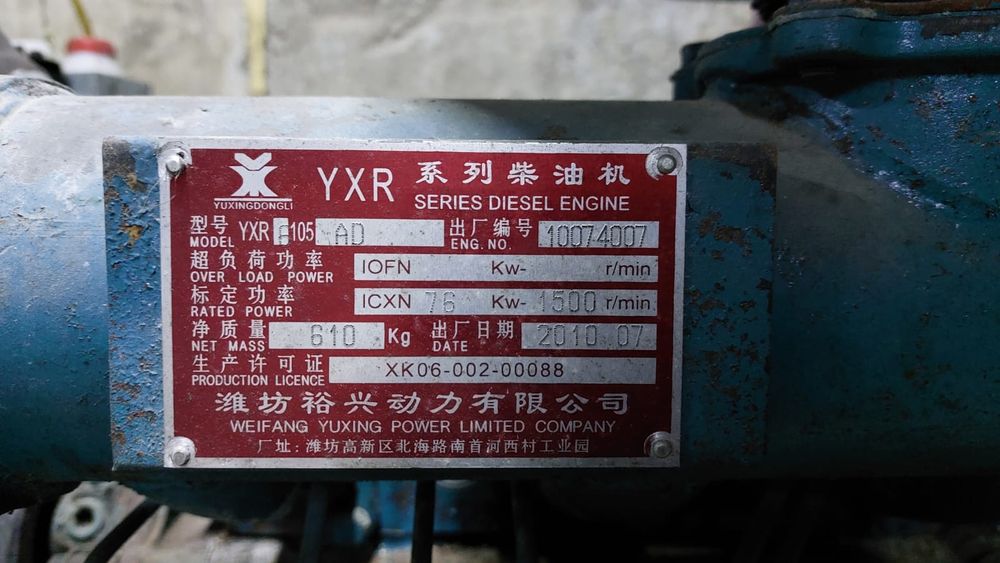 YUXINGDONGLI
YXR 系列柴油机
SERIES DIESEL ENGINE
型号 YXR 6105 AD 出厂编号 10074007
MODEL ENG.NO.
超负荷功率 IOFN Kw- r/min
OVER LOAD POWER
标定功率 ICXN 76 Kw- 1500 r/min
RATED POWER
净质量 610 Kg 出厂日期 2010.07
NET MASS DATE
生产许可证 XK06-002-00088
PRODUCTION LICENCE
潍坊裕兴动力有限公司
WEIFANG YUXING POWER LIMITED COMPANY
厂址:潍坊高新区北海路南首河西村工业园